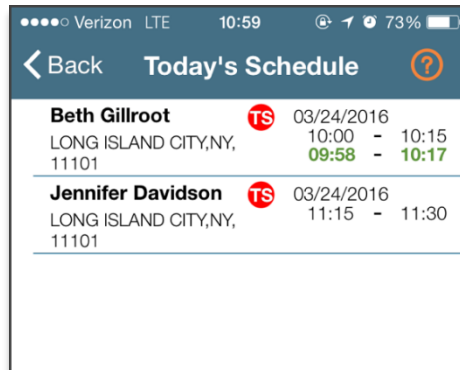 Verizon LTE 10:59 73%
Back Today's Schedule ?
Beth Gillroot TS 03/24/2016
LONG ISLAND CITY,NY, 10:00 - 10:15
11101 09:58 - 10:17
Jennifer Davidson TS 03/24/2016
LONG ISLAND CITY,NY, 11:15 - 11:30
11101